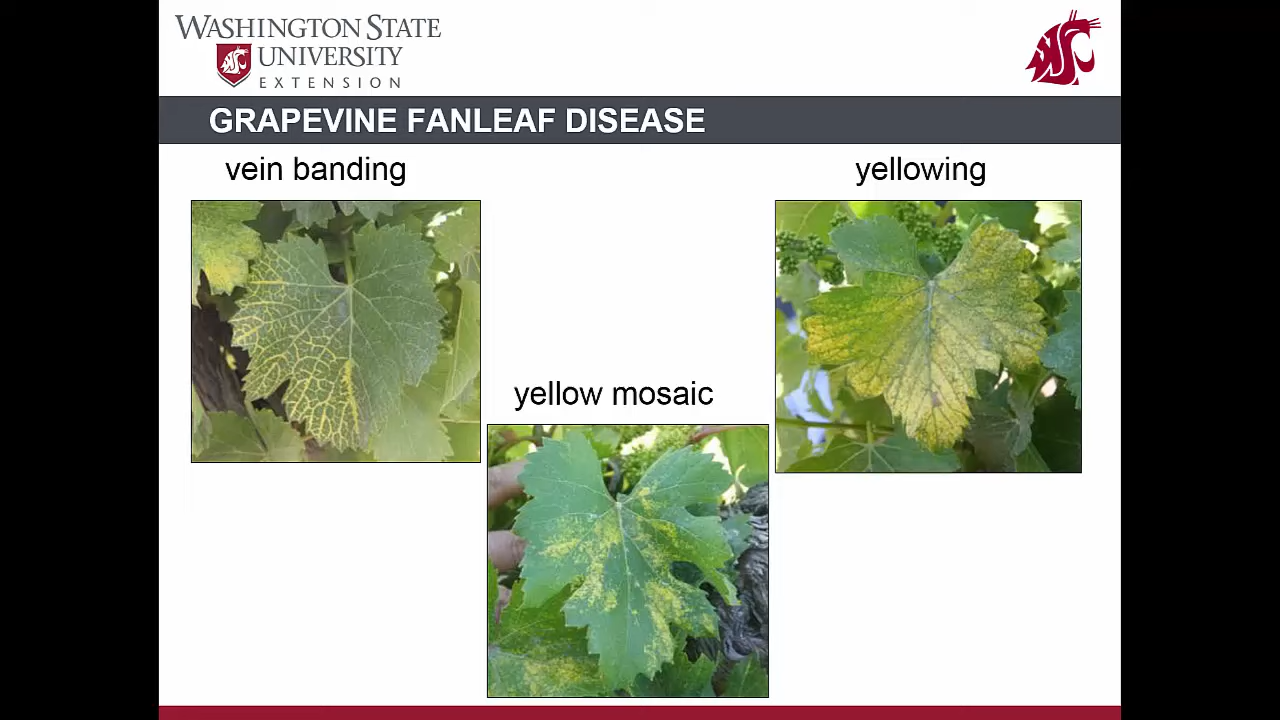 WASHINGTON STATE
UNIVERSITY
EXTENSION
GRAPEVINE FANLEAF DISEASE
vein banding
yellowing
yellow mosaic